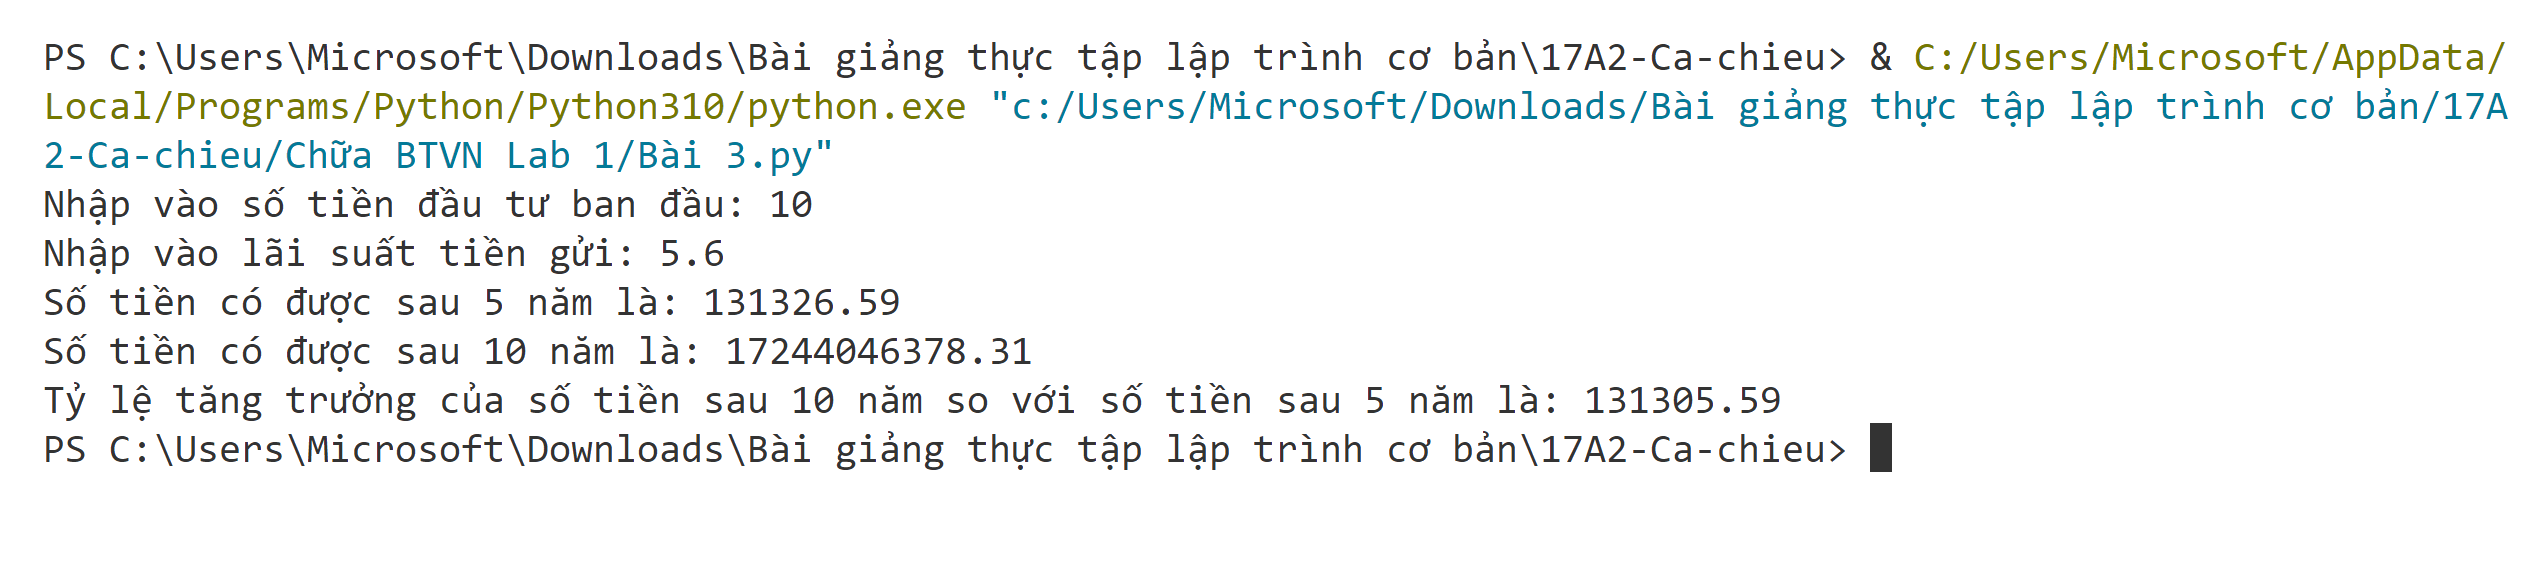 PS C:\Users\Microsoft\Downloads\Bài giảng thực tập lập trình cơ bản\17A2-Ca-chieu> & C:/Users/Microsoft/AppData/
Local/Programs/Python/Python310/python.exe "c:/Users/Microsoft/Downloads/Bài giảng thực tập lập trình cơ bản/17A
2-Ca-chieu/Chữa BTVN Lab 1/Bài 3.py"
Nhập vào số tiền đầu tư ban đầu: 10
Nhập vào lãi suất tiền gửi: 5.6
Số tiền có được sau 5 năm là: 131326.59
Số tiền có được sau 10 năm là: 17244046378.31
Tỷ lệ tăng trưởng của số tiền sau 10 năm so với số tiền sau 5 năm là: 131305.59
PS C:\Users\Microsoft\Downloads\Bài giảng thực tập lập trình cơ bản\17A2-Ca-chieu>